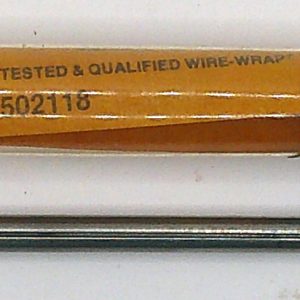 TESTED & QUALIFIED WIRE-WRAP
502118